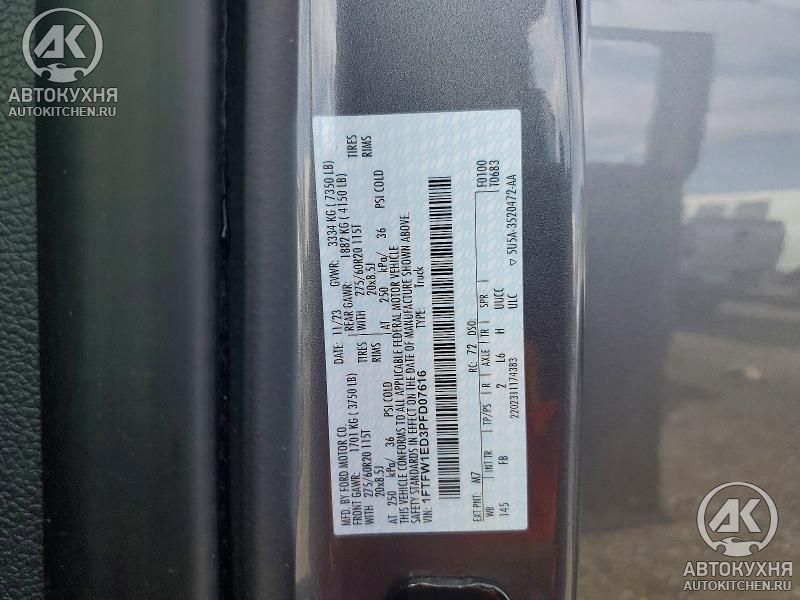 AK
АВТОКУХНЯ
AUTOKITCHEN.RU
MFD. BY FORD MOTOR CO.
DATE: 11/23 GVWR: 3334 KG ( 7350 LB)
FRONT GAWR: 1701 KG ( 3750 LB) REAR GAWR: 1882 KG ( 4150 LB)
WITH 275/60R20 115T TIRES WITH 275/60R20 115T TIRES
20x8.5J RIMS 20x8.5J RIMS
AT 250 kPa/ 36 PSI COLD AT 250 kPa/ 36 PSI COLD
THIS VEHICLE CONFORMS TO ALL APPLICABLE FEDERAL MOTOR VEHICLE
SAFETY STANDARDS IN EFFECT ON THE DATE OF MANUFACTURE SHOWN ABOVE.
VIN: 1FTFW1ED3PFD07616 TYPE: Truck
F0100
T0683
EXT PNT: M7 RC: 72 DSO:
WB INT TR TP/PS R AXLE TR SPR
145 FB 2 L6 H UUCC
ULC
2202311174383
▽ 5U5A-3520472-AA
AK
АВТОКУХНЯ
AUTOKITCHEN.RU